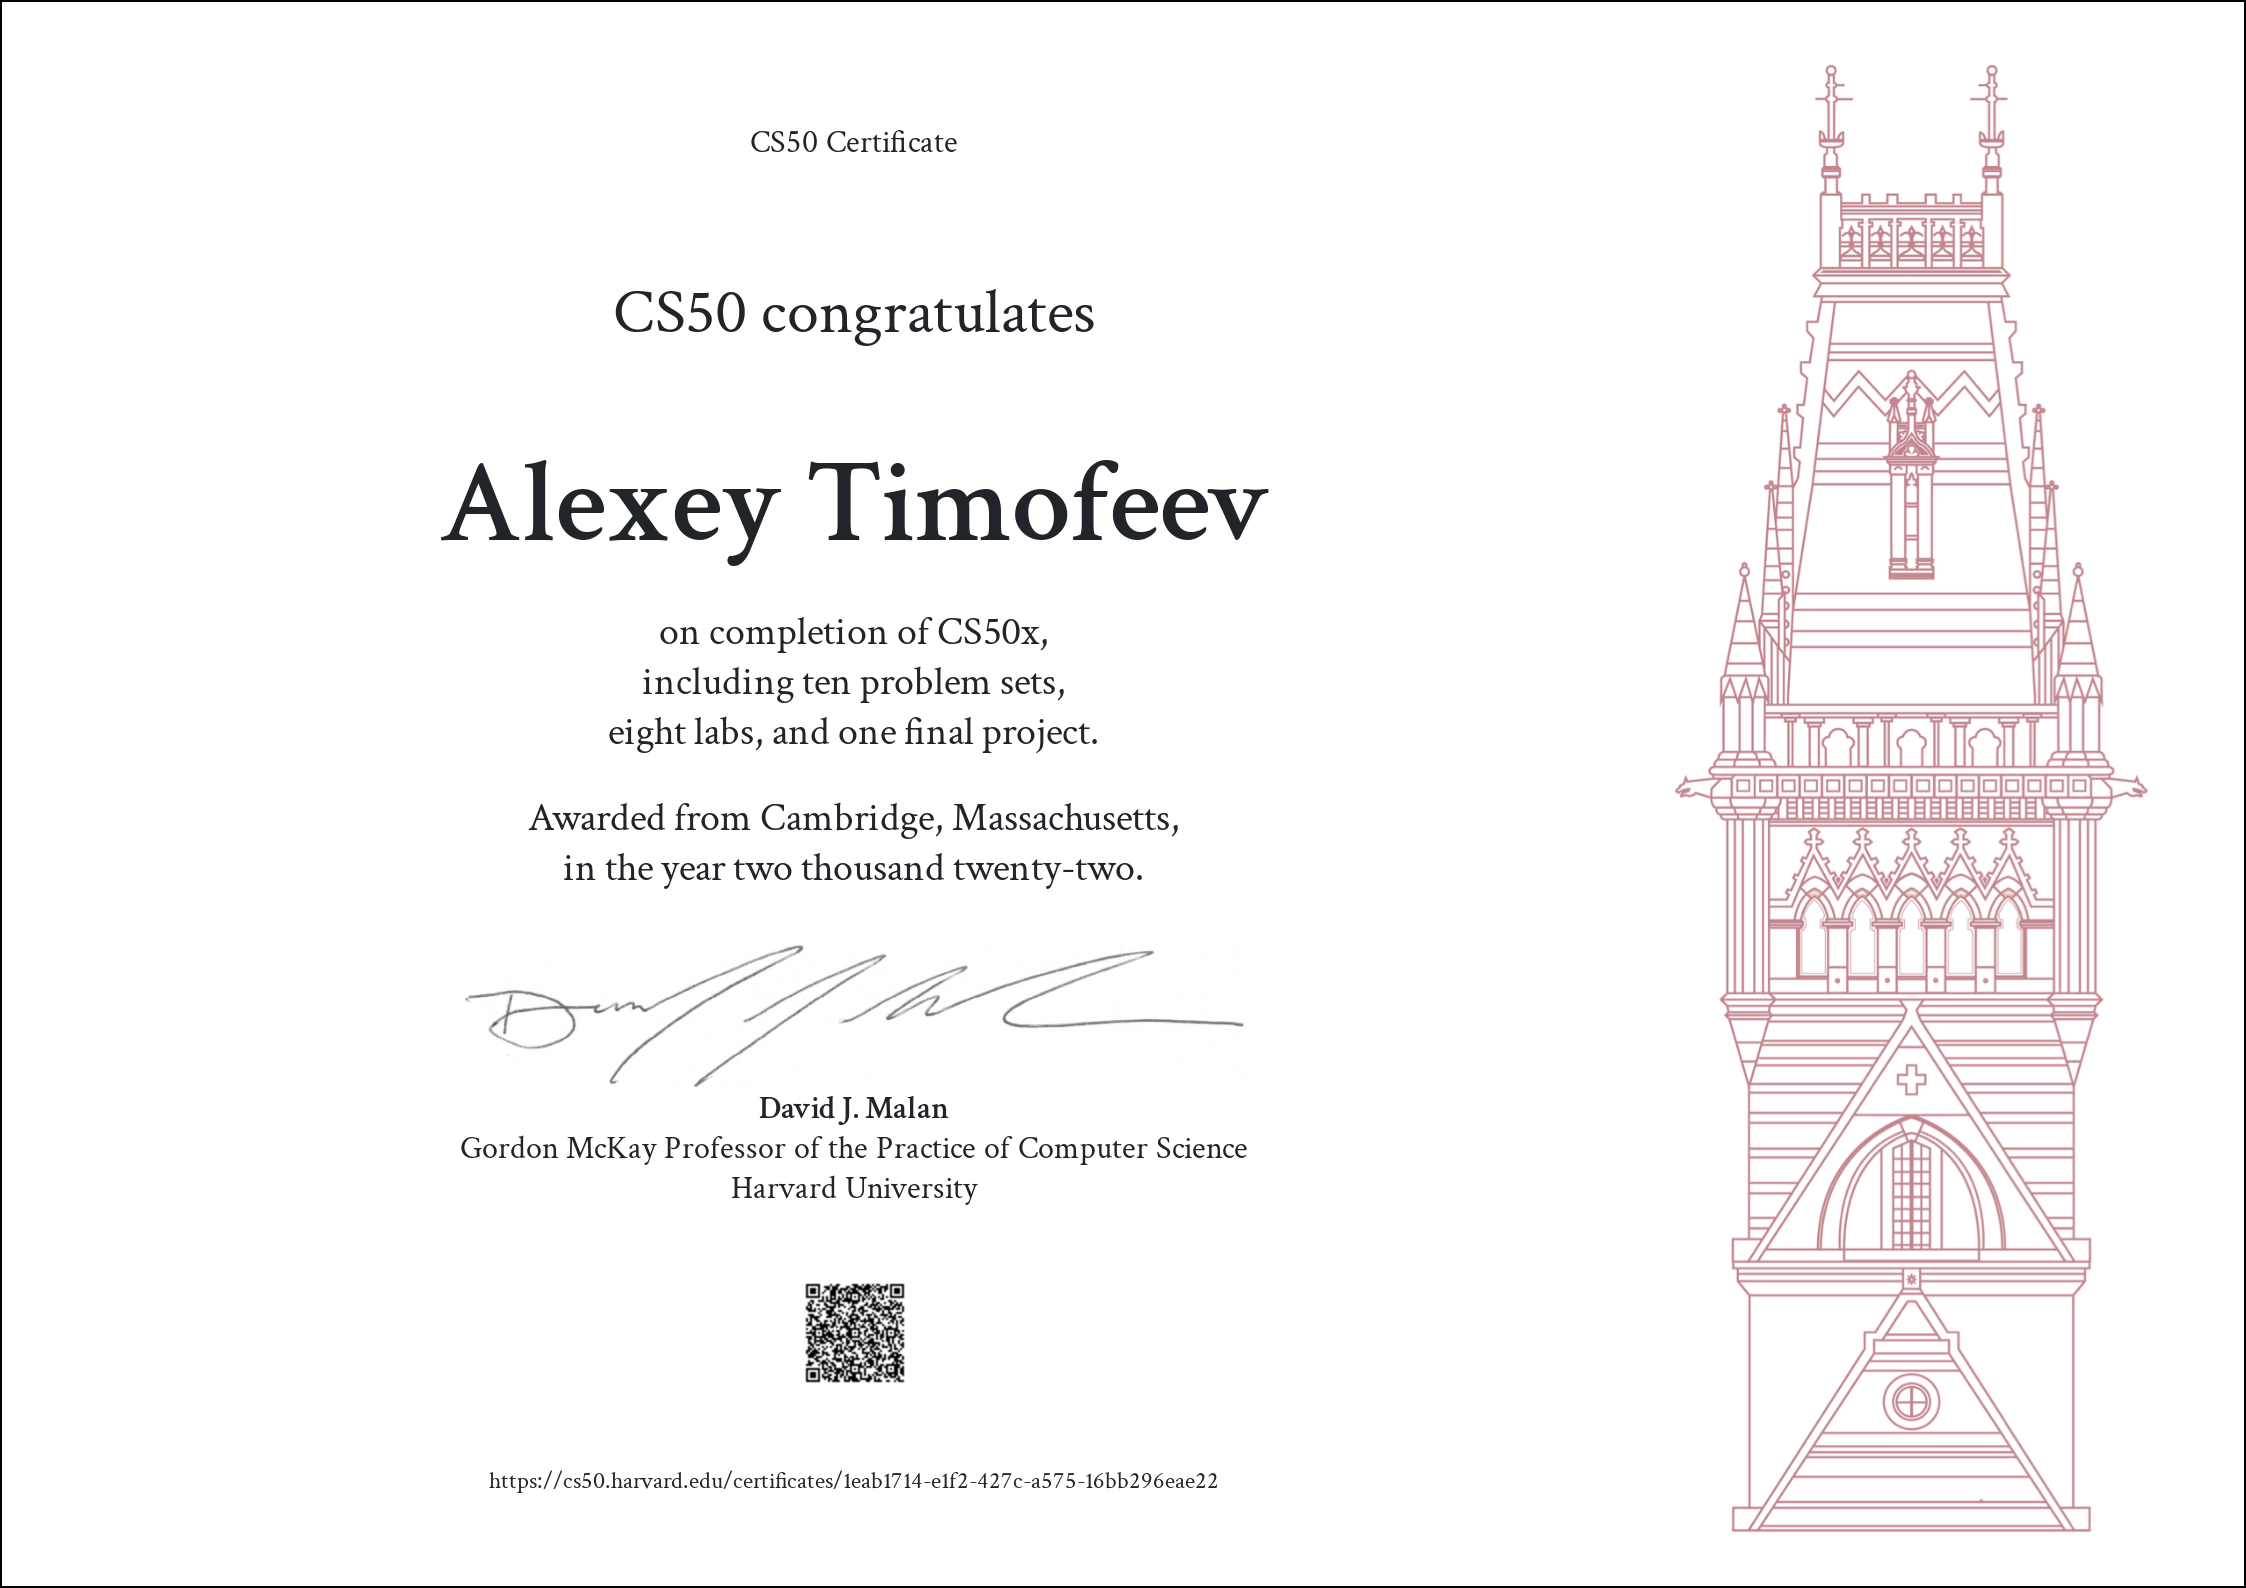 CS50 Certificate
CS50 congratulates
Alexey Timofeev
on completion of CS50x,
including ten problem sets,
eight labs, and one final project.
Awarded from Cambridge, Massachusetts,
in the year two thousand twenty-two.
David J. Malan
Gordon McKay Professor of the Practice of Computer Science
Harvard University
https://cs50.harvard.edu/certificates/1eab1714-e1f2-427c-a575-16bb296eae22